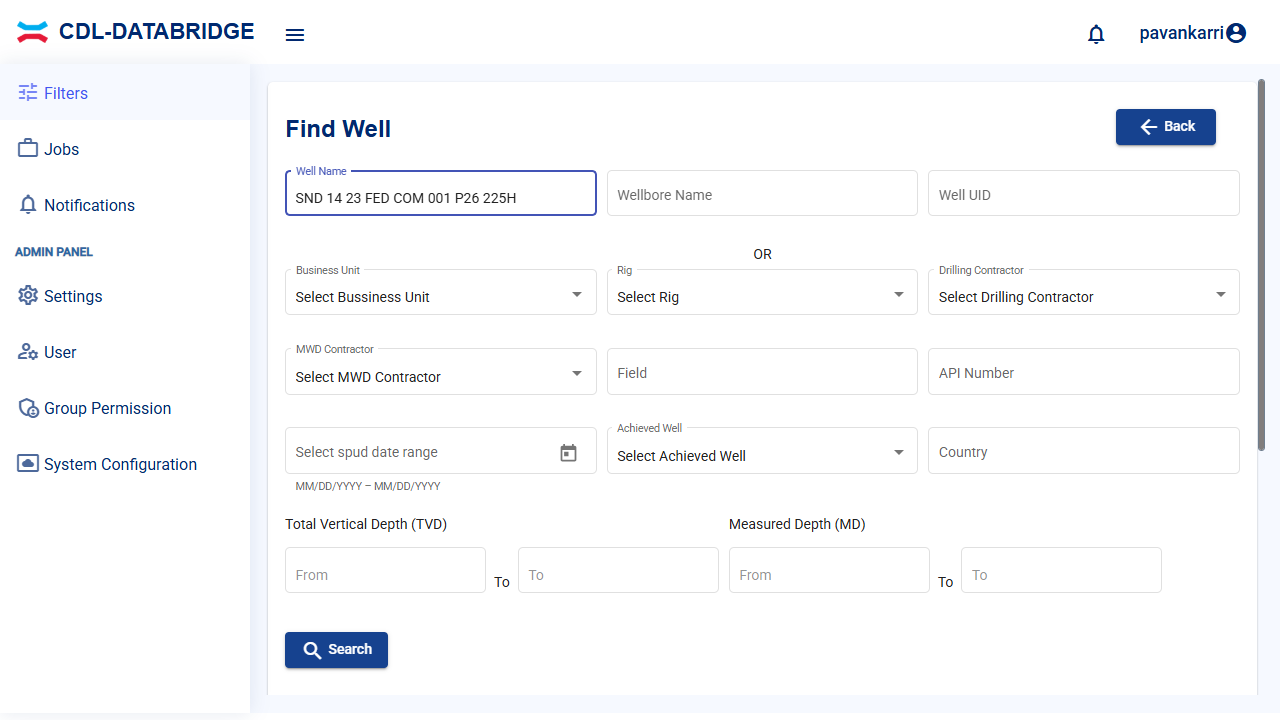 CDL-DATABRIDGE
pavankarri
Filters
Jobs
Notifications
ADMIN PANEL
Settings
User
Group Permission
System Configuration
Find Well
Back
Well Name
SND 14 23 FED COM 001 P26 225H
Wellbore Name
Well UID
OR
Business Unit
Select Bussiness Unit
Rig
Select Rig
Drilling Contractor
Select Drilling Contractor
MWD Contractor
Select MWD Contractor
Field
API Number
Select spud date range
MM/DD/YYYY – MM/DD/YYYY
Achieved Well
Select Achieved Well
Country
Total Vertical Depth (TVD)
From
To
To
Measured Depth (MD)
From
To
To
Search